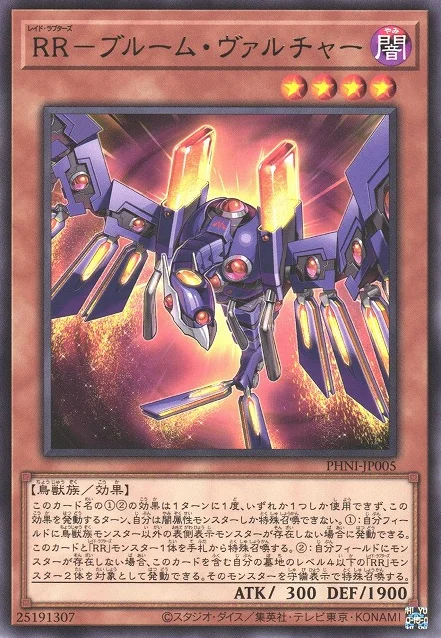 レイド・ラプターズ
RR－ブルーム・ヴァルチャー
やみ
闇
PHNI-JP005
【鳥獣族／効果】
このカード名の①②の効果は１ターンに１度、いずれか１つしか使用できず、この
効果を発動するターン、自分は闇属性モンスターしか特殊召喚できない。①：自分フィー
ルドに鳥獣族モンスター以外の表側表示モンスターが存在しない場合に発動できる。
このカードと「RR」モンスター１体を手札から特殊召喚する。②：自分フィールドにモン
スターが存在しない場合、このカードを含む自分の墓地のレベル４以下の「RR」モンス
ター２体を対象として発動できる。そのモンスターを守備表示で特殊召喚する。
ATK/ 300 DEF/1900
25191307
©スタジオ・ダイス／集英社・テレビ東京・KONAMI